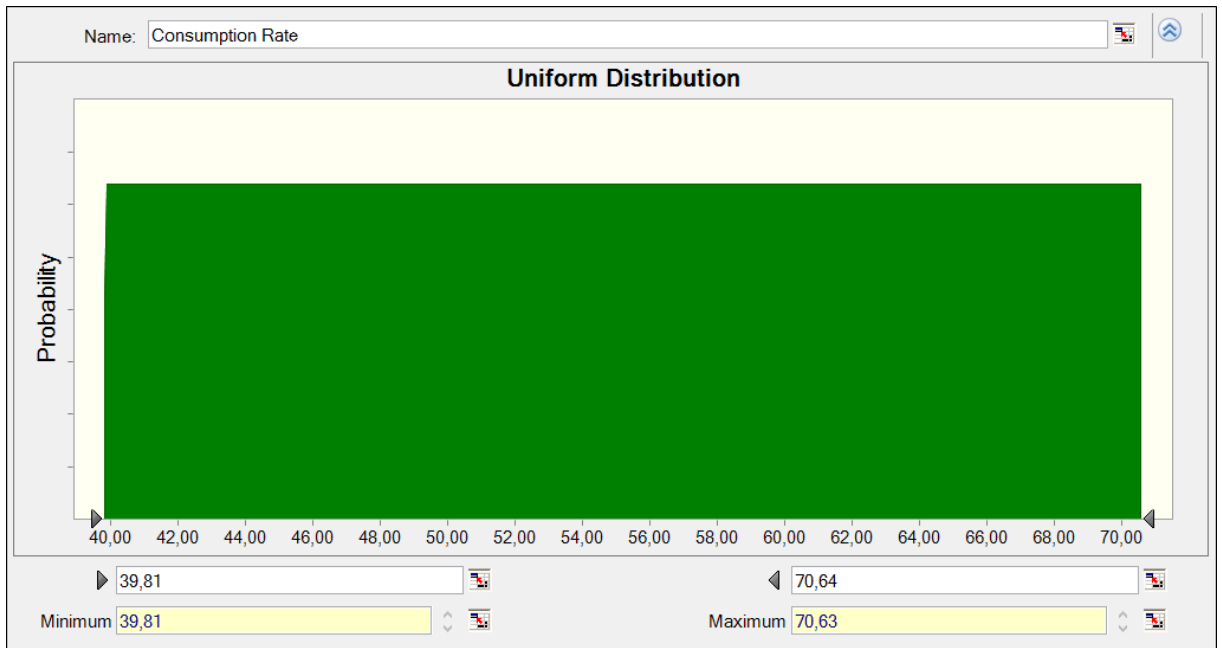 Name: Consumption Rate
Uniform Distribution
Probability
40,00 42,00 44,00 46,00 48,00 50,00 52,00 54,00 56,00 58,00 60,00 62,00 64,00 66,00 68,00 70,00
39,81 70,64
Minimum 39,81 Maximum 70,63